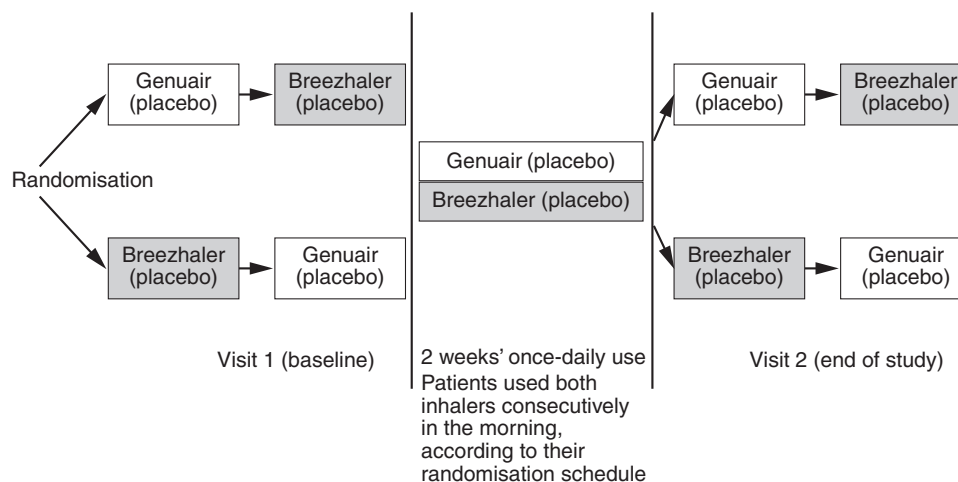 Genuair
(placebo)
Breezhaler
(placebo)
Genuair
(placebo)
Breezhaler
(placebo)
Genuair (placebo)
Breezhaler (placebo)
Randomisation
Breezhaler
(placebo)
Genuair
(placebo)
Breezhaler
(placebo)
Genuair
(placebo)
Visit 1 (baseline)
2 weeks' once-daily use
Patients used both
inhalers consecutively
in the morning,
according to their
randomisation schedule
Visit 2 (end of study)